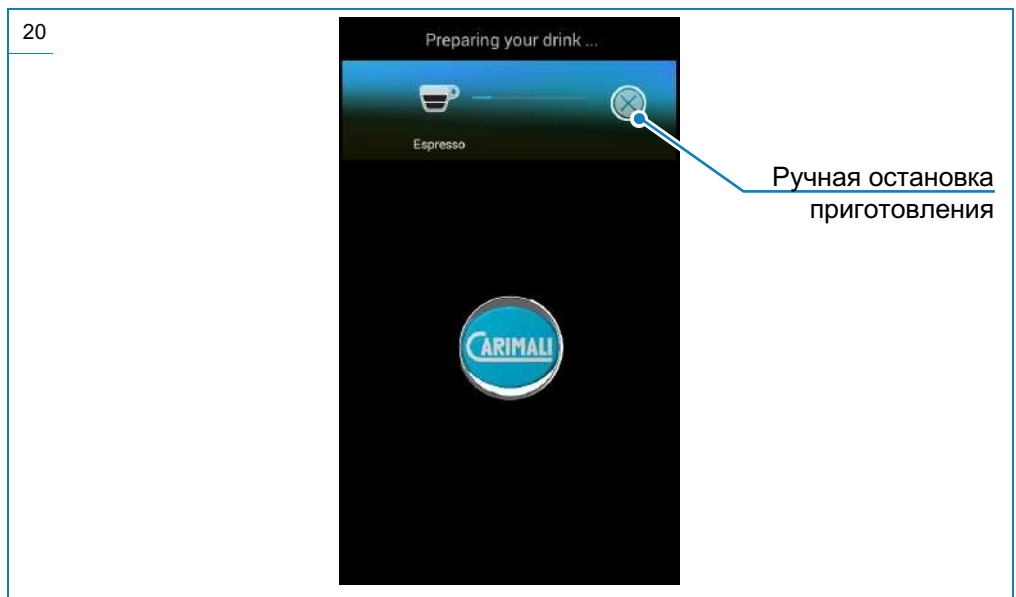 20
Preparing your drink ...
Espresso
Ручная остановка
приготовления
CARIMALI